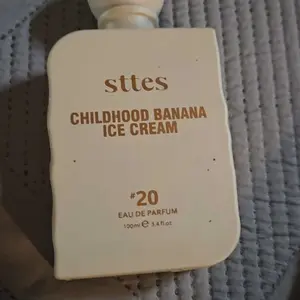 sttes
CHILDHOOD BANANA
ICE CREAM
#20
EAU DE PARFUM
100ml ℮ 3.4 fl.oz